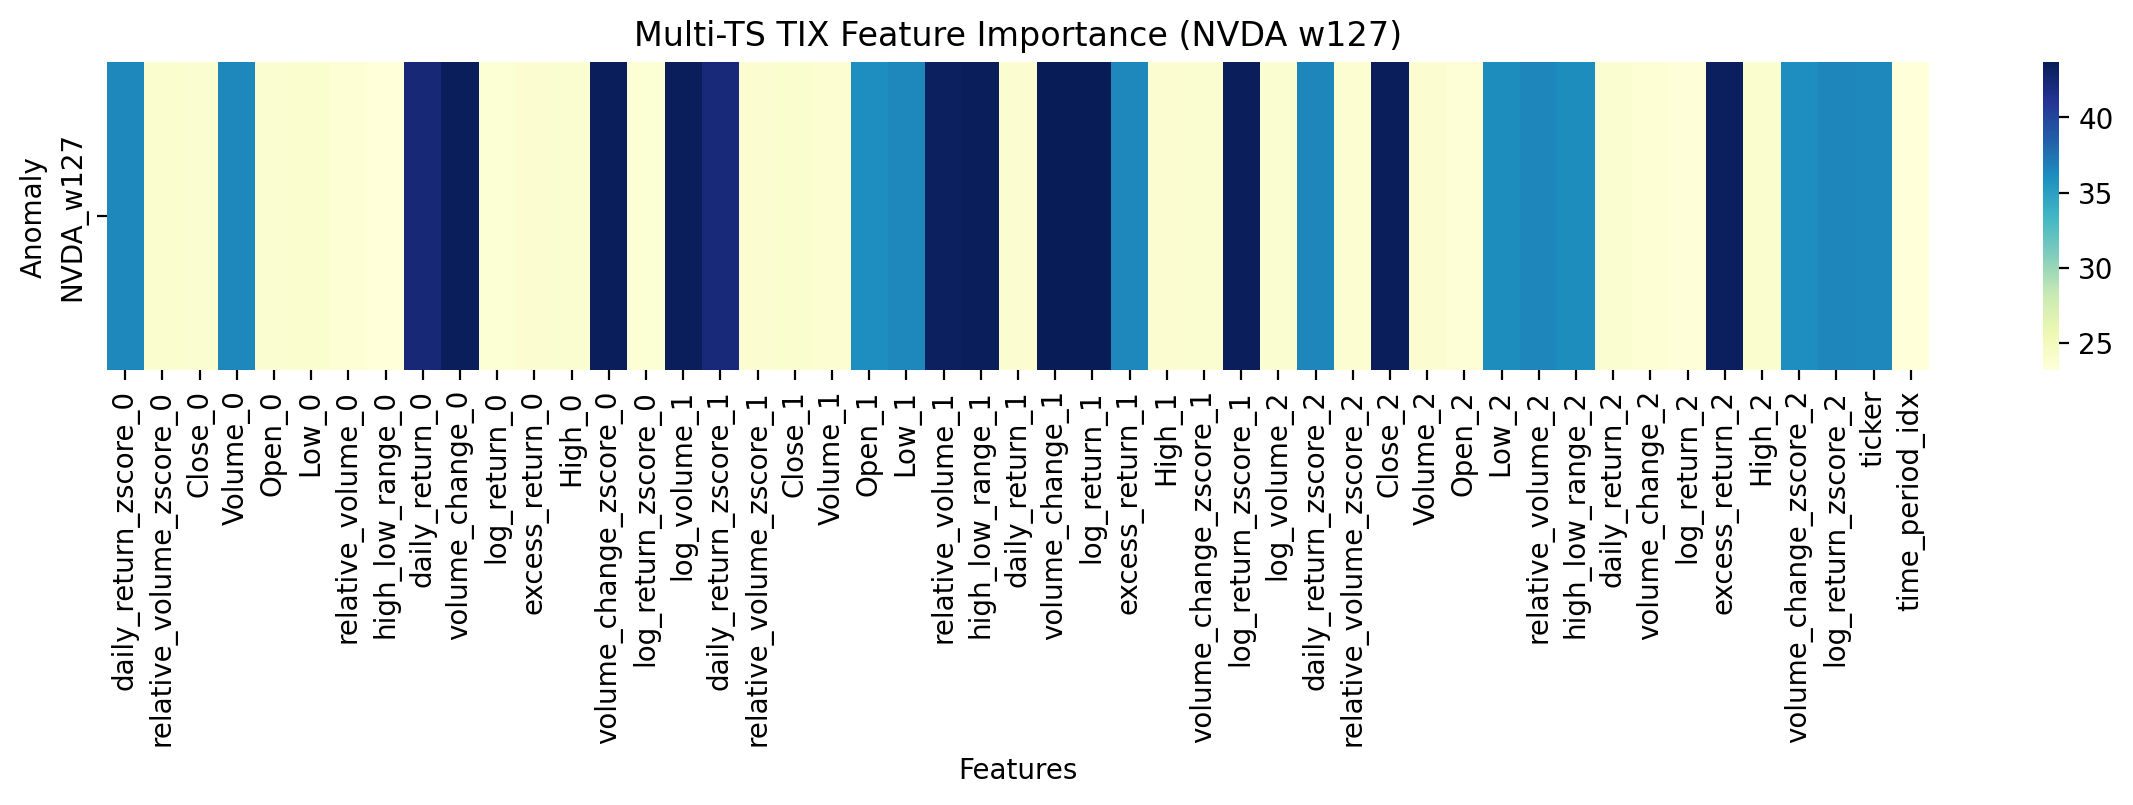 Multi-TS TIX Feature Importance (NVDA w127)
Anomaly
NVDA_w127
daily_return_zscore_0
relative_volume_zscore_0
Close_0
Volume_0
Open_0
Low_0
relative_volume_0
high_low_range_0
daily_return_0
volume_change_0
log_return_0
excess_return_0
High_0
volume_change_zscore_0
log_return_zscore_0
log_volume_1
daily_return_zscore_1
relative_volume_zscore_1
Close_1
Volume_1
Open_1
Low_1
relative_volume_1
high_low_range_1
daily_return_1
volume_change_1
log_return_1
excess_return_1
High_1
volume_change_zscore_1
log_return_zscore_1
log_volume_2
daily_return_zscore_2
relative_volume_zscore_2
Close_2
Volume_2
Open_2
Low_2
relative_volume_2
high_low_range_2
daily_return_2
volume_change_2
log_return_2
excess_return_2
High_2
volume_change_zscore_2
log_return_zscore_2
ticker
time_period_idx
Features
40
35
30
25